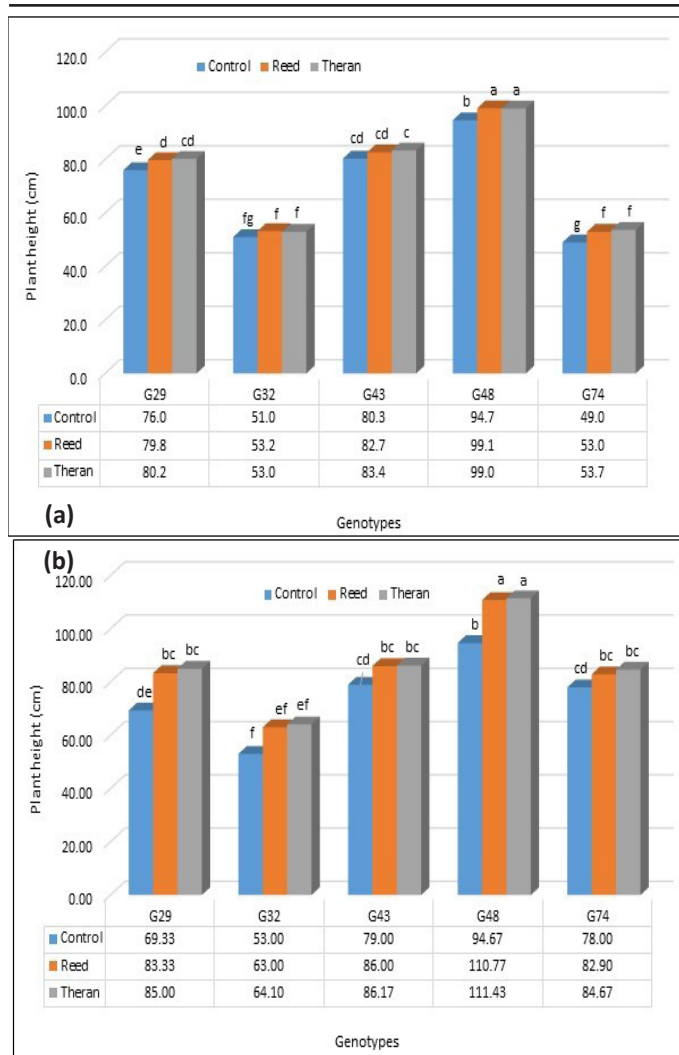 120.0
Control Reed Theran
100.0
80.0
60.0
40.0
20.0
0.0
Plant height (cm)
e d cd
fg f f
cd cd c
b a a
g f f
G29 G32 G43 G48 G74
Control 76.0 51.0 80.3 94.7 49.0
Reed 79.8 53.2 82.7 99.1 53.0
Theran 80.2 53.0 83.4 99.0 53.7
(a) Genotypes
(b)
120.00
Control Reed Theran
100.00
80.00
60.00
40.00
20.00
0.00
Plant height (cm)
de bc bc
f ef ef
cd bc bc
b a a
cd bc bc
G29 G32 G43 G48 G74
Control 69.33 53.00 79.00 94.67 78.00
Reed 83.33 63.00 86.00 110.77 82.90
Theran 85.00 64.10 86.17 111.43 84.67
Genotypes